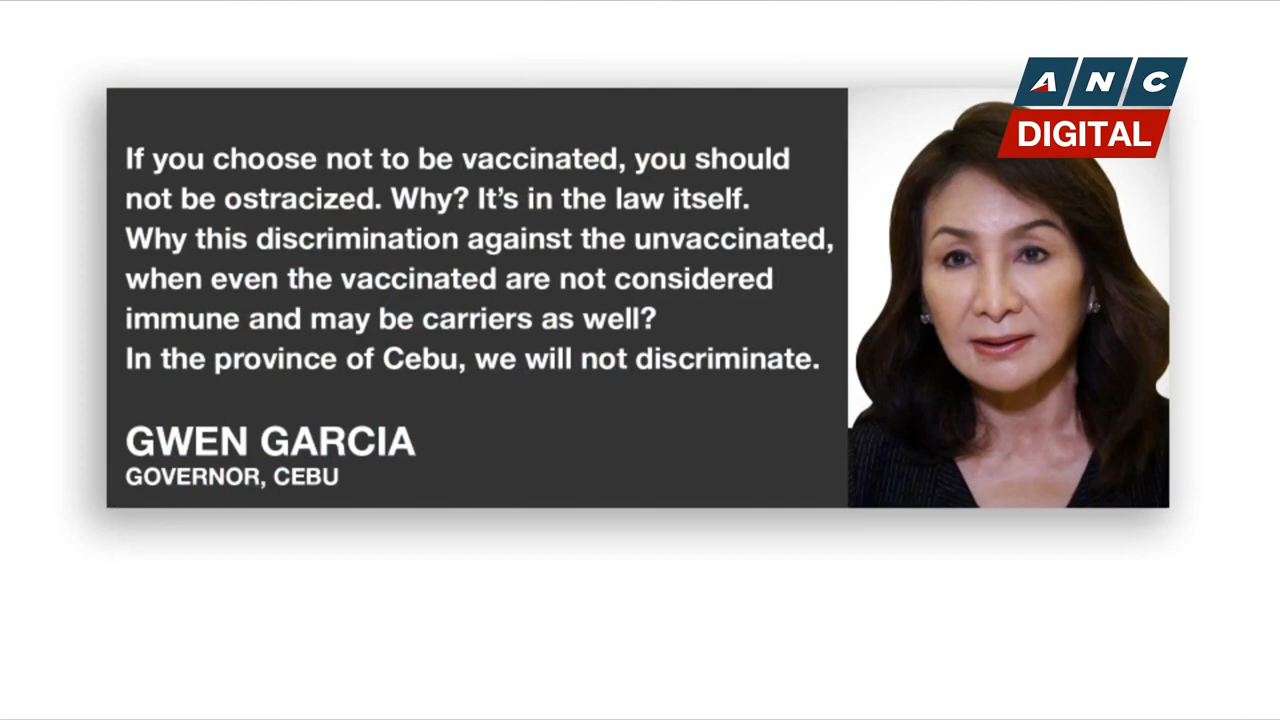 ANC
DIGITAL
If you choose not to be vaccinated, you should
not be ostracized. Why? It’s in the law itself.
Why this discrimination against the unvaccinated,
when even the vaccinated are not considered
immune and may be carriers as well?
In the province of Cebu, we will not discriminate.
GWEN GARCIA
GOVERNOR, CEBU